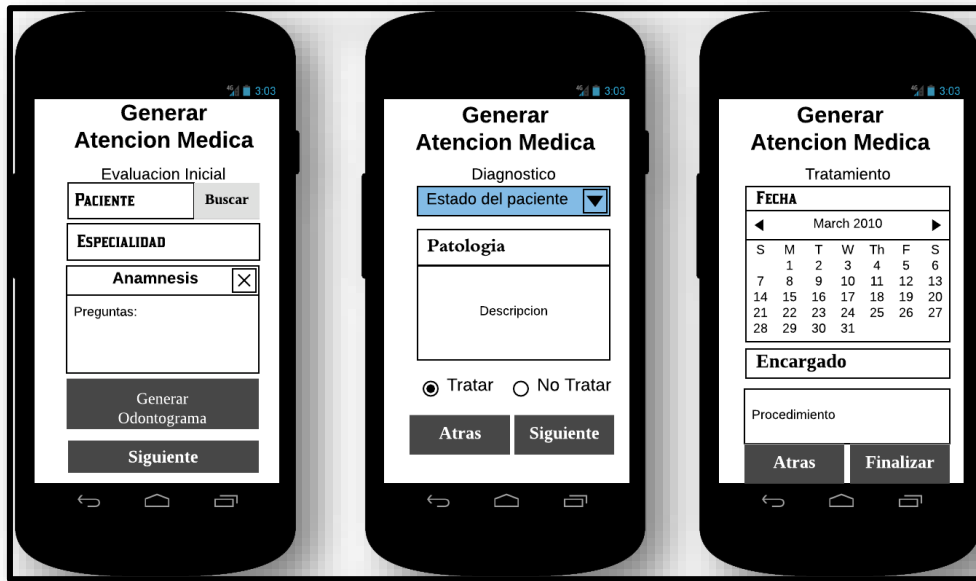 3:03
Generar
Atencion Medica
Evaluacion Inicial
PACIENTE
Buscar
ESPECIALIDAD
Anamnesis
Preguntas:
Generar
Odontograma
Siguiente
3:03
Generar
Atencion Medica
Diagnostico
Estado del paciente
Patologia
Descripcion
Tratar No Tratar
Atras Siguiente
3:03
Generar
Atencion Medica
Tratamiento
FECHA
March 2010
S M T W Th F S
1 2 3 4 5 6
7 8 9 10 11 12 13
14 15 16 17 18 19 20
21 22 23 24 25 26 27
28 29 30 31
Encargado
Procedimiento
Atras Finalizar